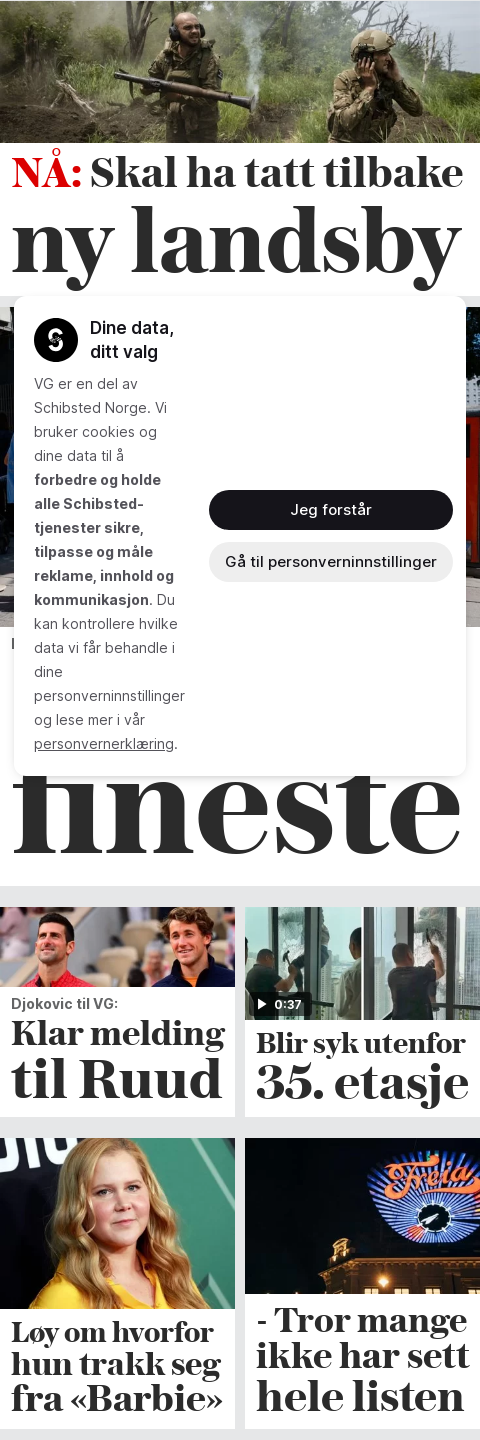 NÅ: Skal ha tatt tilbake
ny landsby
Dine data,
ditt valg
VG er en del av
Schibsted Norge. Vi
bruker cookies og
dine data til å
forbedre og holde
alle Schibsted-
tjenester sikre,
tilpasse og måle
reklame, innhold og
kommunikasjon. Du
kan kontrollere hvilke
data vi får behandle i
dine
personverninnstillinger
og lese mer i vår
personvernerklæring.
Jeg forstår
Gå til personverninnstillinger
fineste
Djokovic til VG:
Klar melding
til Ruud
0:37
Blir syk utenfor
35. etasje
Løy om hvorfor
hun trakk seg
fra «Barbie»
Freia
- Tror mange
ikke har sett
hele listen